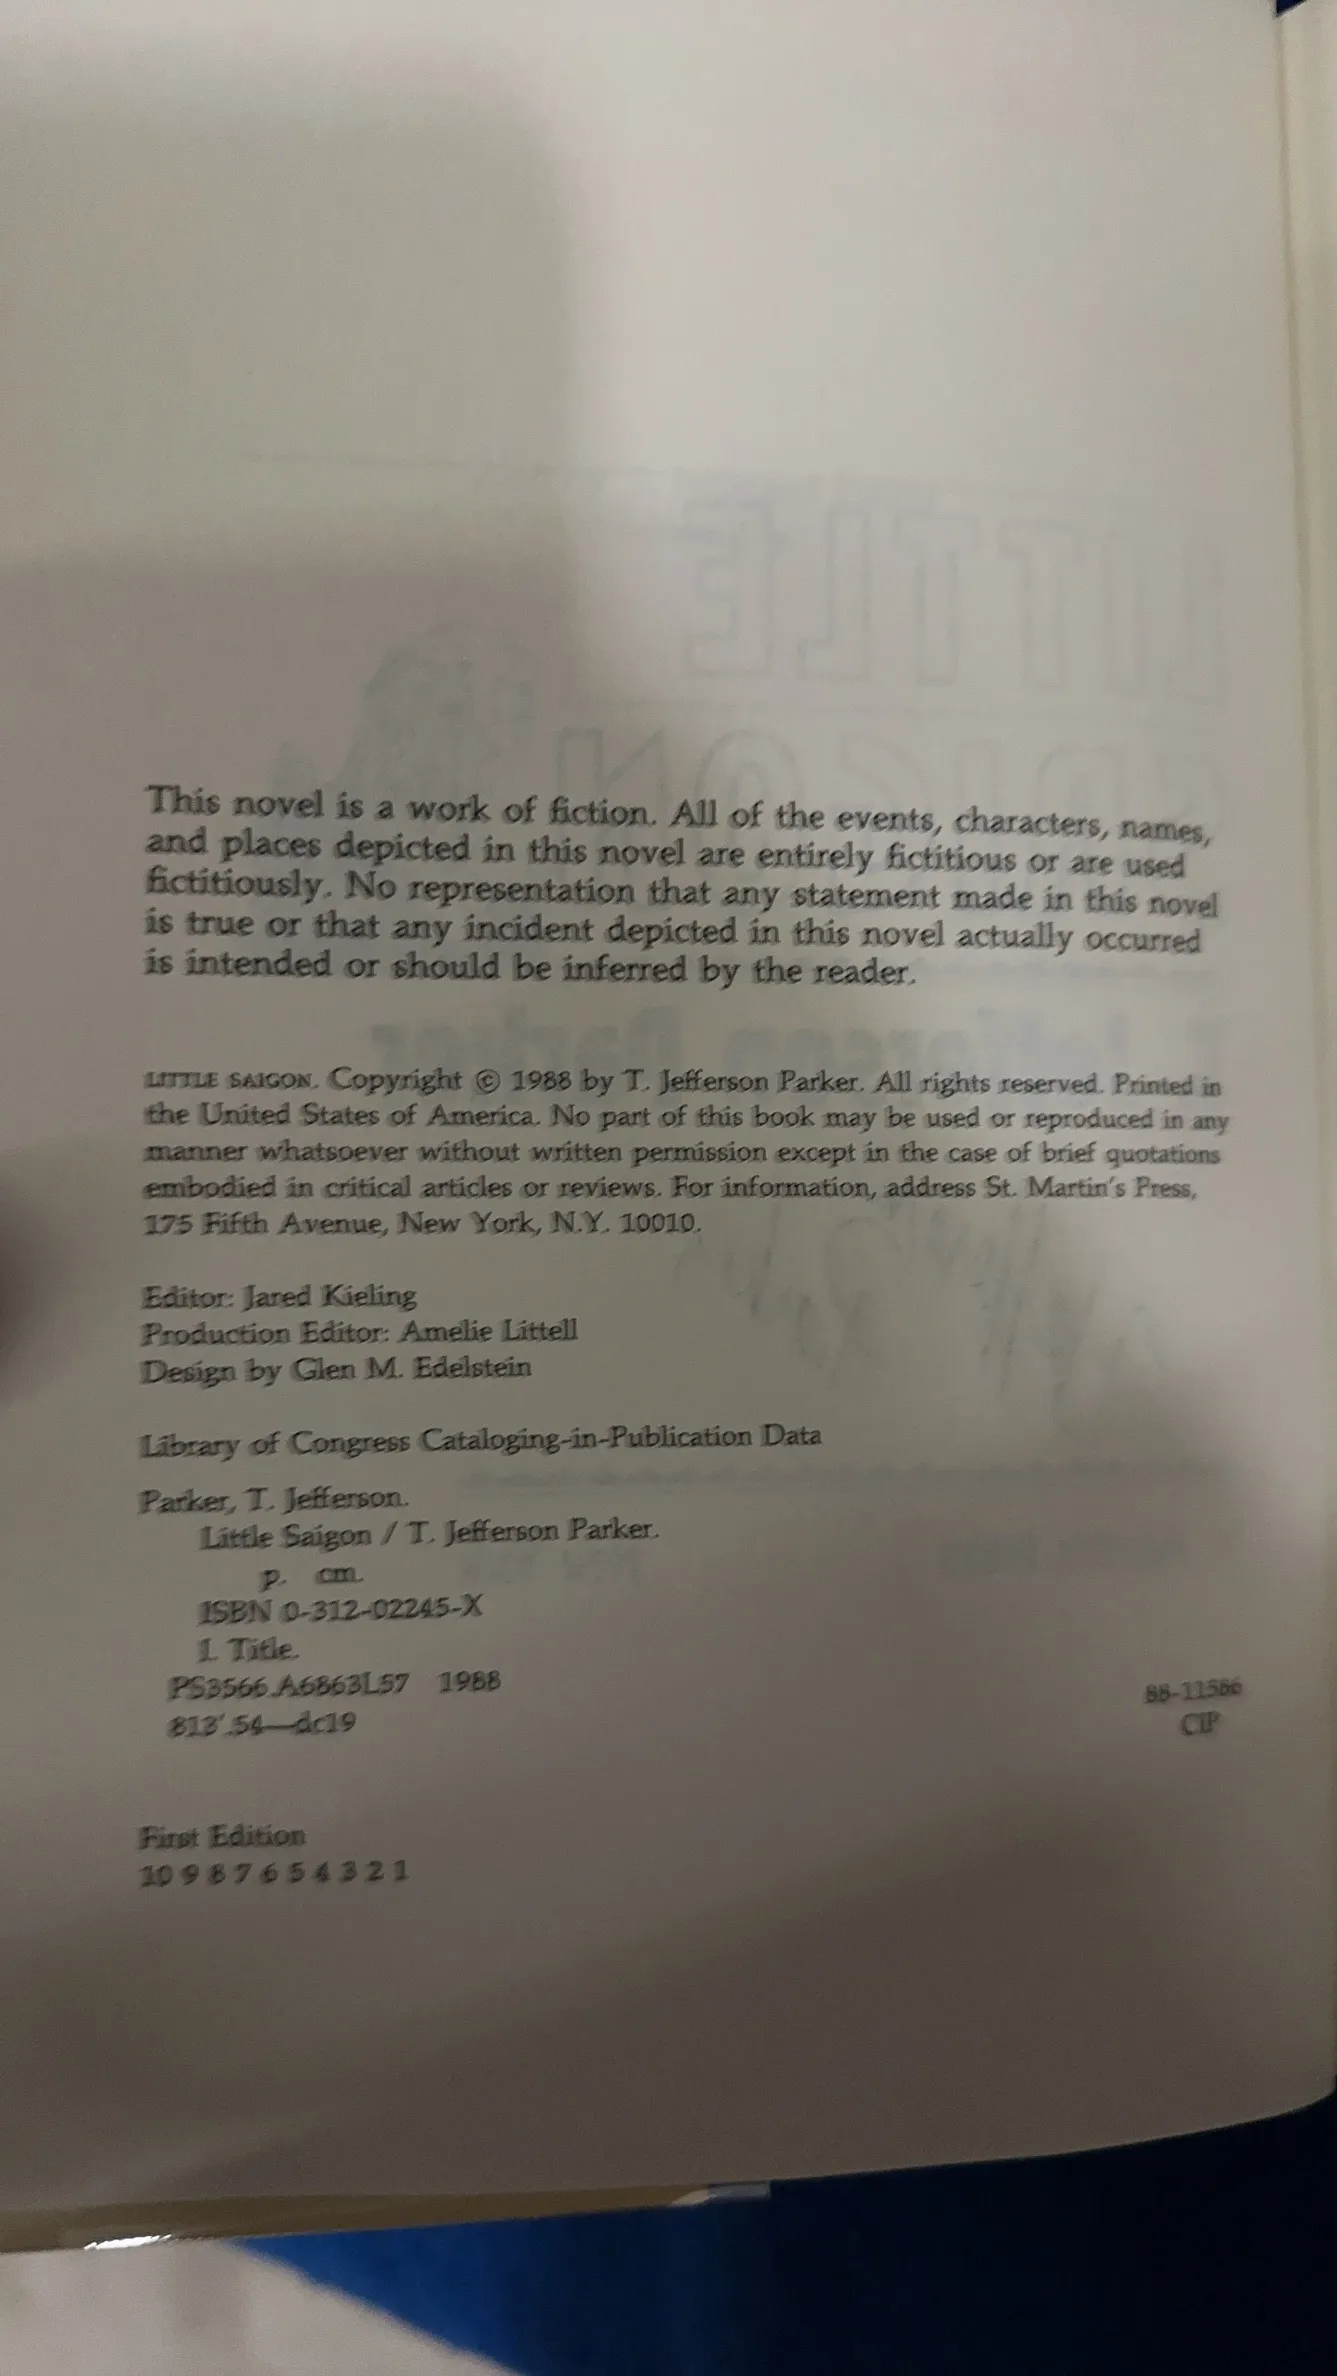 This novel is a work of fiction. All of the events, characters, names,
and places depicted in this novel are entirely fictitious or are used
fictitiously. No representation that any statement made in this novel
is true or that any incident depicted in this novel actually occurred
is intended or should be inferred by the reader.
LITTLE SAIGON. Copyright © 1988 by T. Jefferson Parker. All rights reserved. Printed in
the United States of America. No part of this book may be used or reproduced in any
manner whatsoever without written permission except in the case of brief quotations
embodied in critical articles or reviews. For information, address St. Martin's Press,
175 Fifth Avenue, New York, N.Y. 10010.
Editor: Jared Kieling
Production Editor: Amelie Littell
Design by Glen M. Edelstein
Library of Congress Cataloging-in-Publication Data
Parker, T. Jefferson.
Little Saigon / T. Jefferson Parker.
p. cm.
ISBN 0-312-02245-X
I. Title.
PS3566.A6863L57 1988
813'.54—dc19
88-11586
CIP
First Edition
10 9 8 7 6 5 4 3 2 1